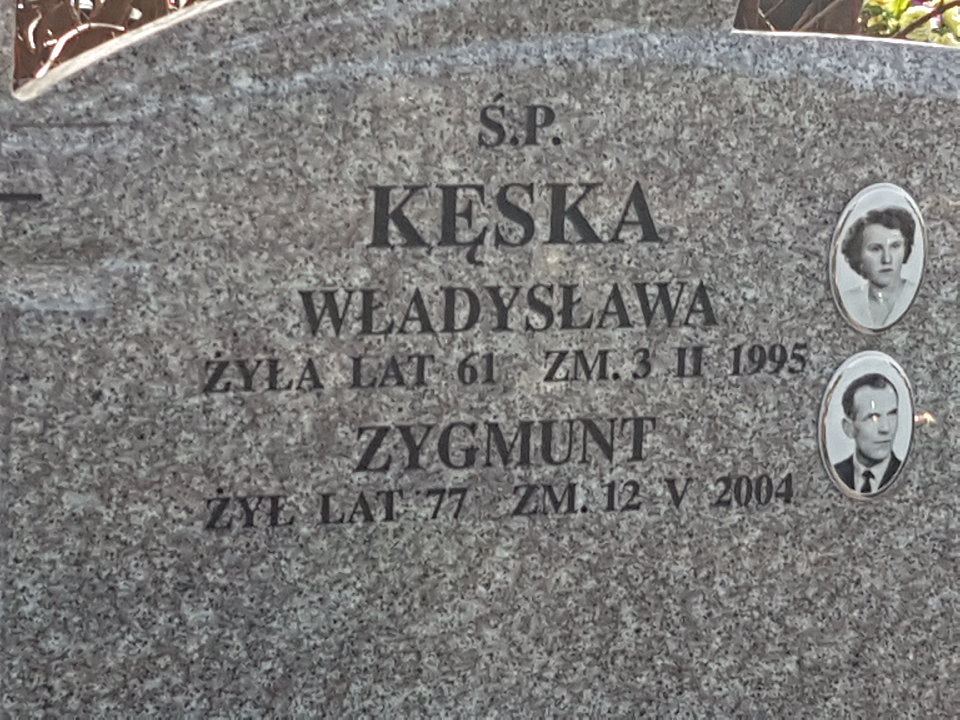 Ś.P.
KĘSKA
WŁADYSŁAWA
ŻYŁA LAT 61 ZM. 3 II 1995
ZYGMUNT
ŻYŁ LAT 77 ZM. 12 V 2004